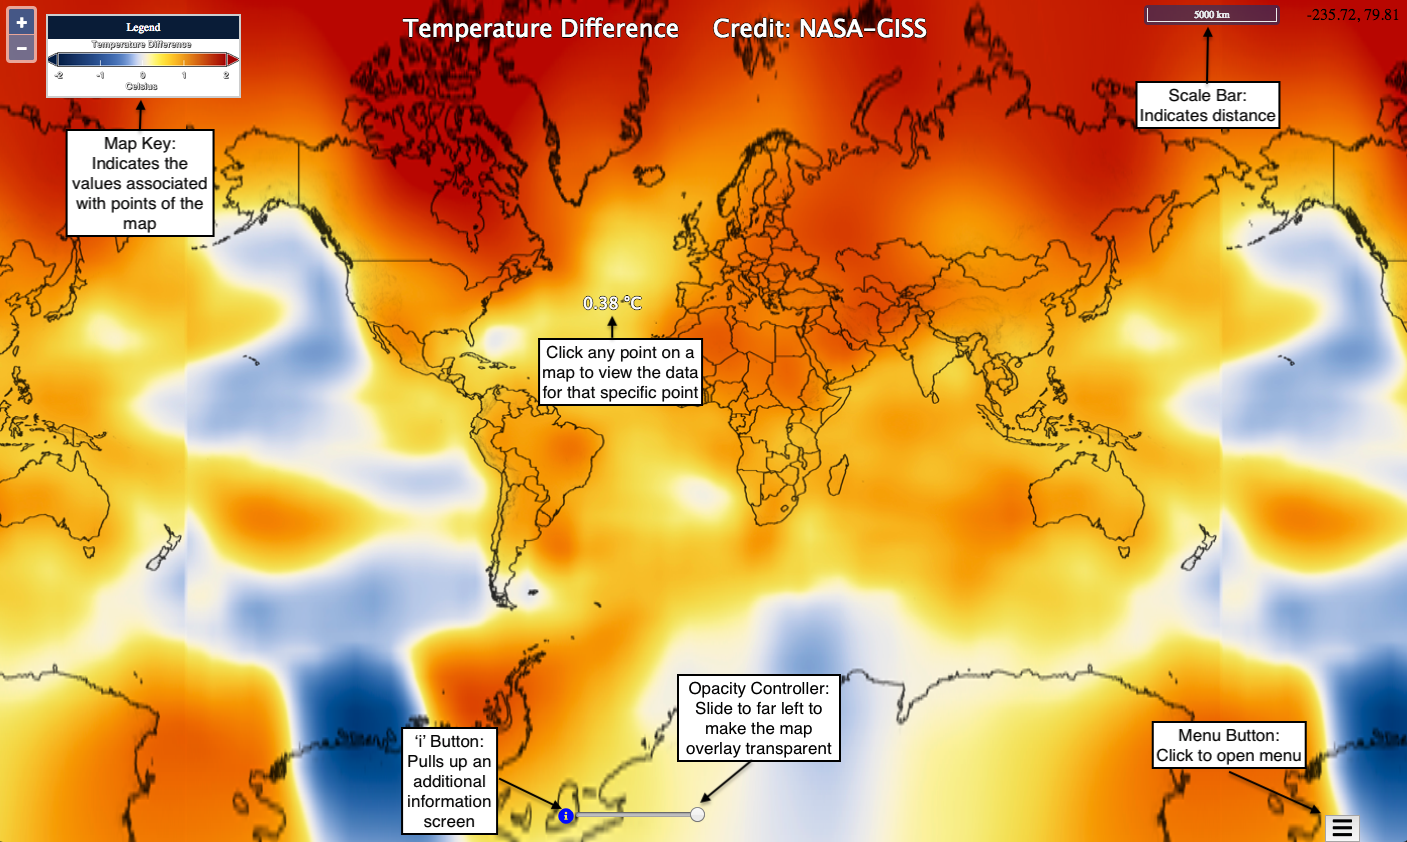 +
−
Legend
Temperature Difference
-2 -1 0 1 2
Celsius
Temperature Difference Credit: NASA-GISS
5000 km
-235.72, 79.81
Map Key:
Indicates the
values associated
with points of the
map
Scale Bar:
Indicates distance
0.38 °C
Click any point on a
map to view the data
for that specific point
Opacity Controller:
Slide to far left to
make the map
overlay transparent
'i' Button:
Pulls up an
additional
information
screen
i
Menu Button:
Click to open menu